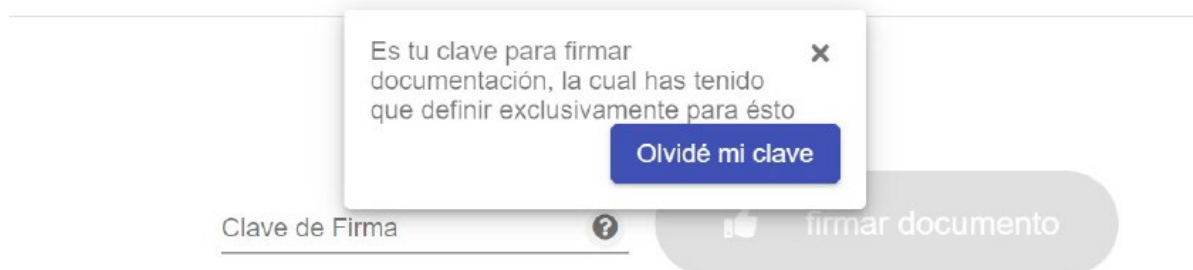 Es tu clave para firmar
documentación, la cual has tenido
que definir exclusivamente para ésto
Olvidé mi clave
Clave de Firma
firmar documento